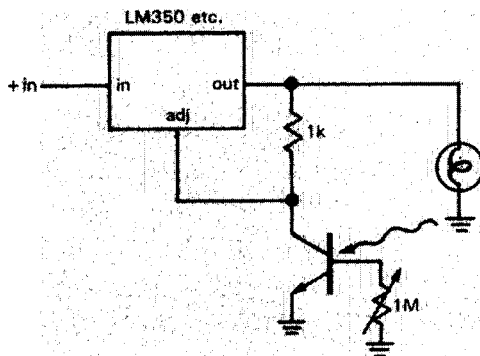 LM350 etc.
+in
in
out
adj
1k
1M